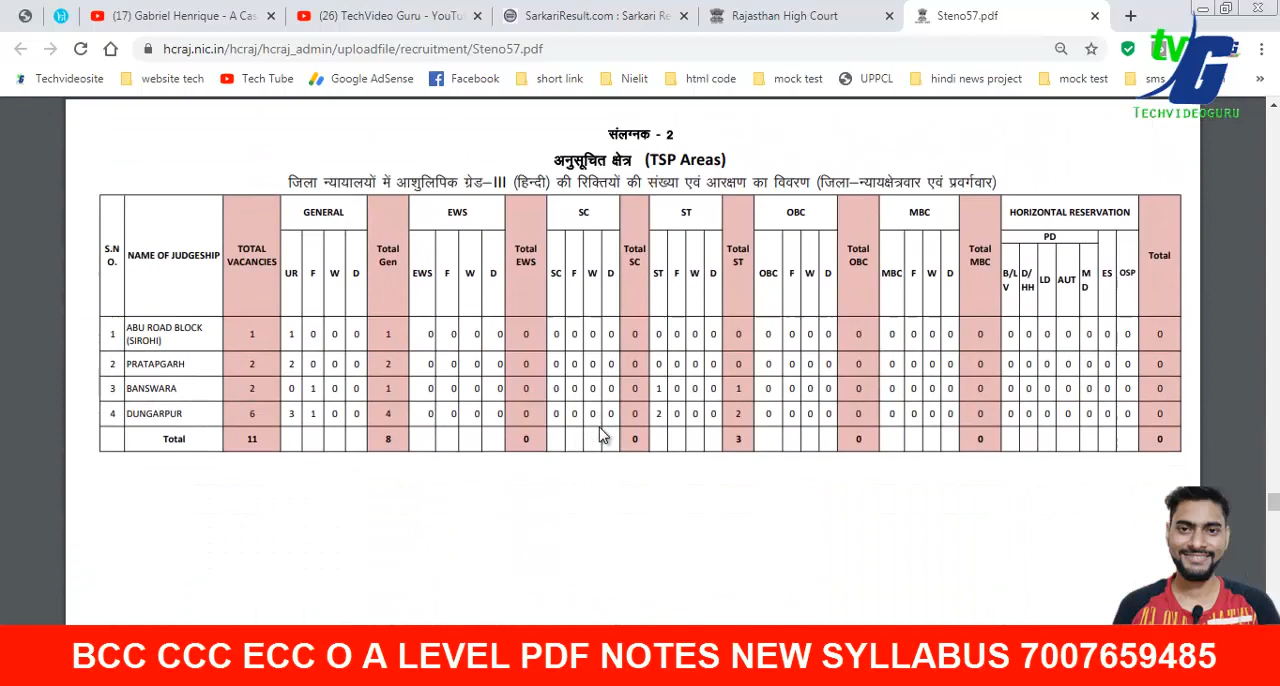 (17) Gabriel Henrique - A Cas
(26) TechVideo Guru - YouTu
SarkariResult.com : Sarkari Re
Rajasthan High Court
Steno57.pdf
hcraj.nic.in/hcraj/hcraj_admin/uploadfile/recruitment/Steno57.pdf
Techvideosite website tech Tech Tube Google AdSense Facebook short link Nielit html code mock test UPPCL hindi news project mock test sms
tv G
TECHVIDEOGURU
संलग्नक - 2
अनुसूचित क्षेत्र (TSP Areas)
जिला न्यायालयों में आशुलिपिक ग्रेड–III (हिन्दी) की रिक्तियों की संख्या एवं आरक्षण का विवरण (जिला–न्यायक्षेत्रवार एवं प्रवर्गवार)
S.NO. NAME OF JUDGESHIP TOTAL VACANCIES GENERAL Total Gen EWS Total EWS SC Total SC ST Total ST OBC Total OBC MBC Total MBC HORIZONTAL RESERVATION Total
PD
UR F W D EWS F W D SC F W D ST F W D OBC F W D MBC F W D B/LV D/HH LD AUT MD ES OSP
1 ABU ROAD BLOCK (SIROHI) 1 1 0 0 0 1 0 0 0 0 0 0 0 0 0 0 0 0 0 0 0 0 0 0 0 0 0 0 0 0 0 0 0 0 0 0 0 0 0 0
2 PRATAPGARH 2 2 0 0 0 2 0 0 0 0 0 0 0 0 0 0 0 0 0 0 0 0 0 0 0 0 0 0 0 0 0 0 0 0 0 0 0 0 0 0
3 BANSWARA 2 0 1 0 0 1 0 0 0 0 0 0 0 0 0 0 1 0 0 0 1 0 0 0 0 0 0 0 0 0 0 0 0 0 0 0 0 0 0 0
4 DUNGARPUR 6 3 1 0 0 4 0 0 0 0 0 0 0 0 0 0 2 0 0 0 2 0 0 0 0 0 0 0 0 0 0 0 0 0 0 0 0 0 0 0
Total 11 8 0 0 3 0 0 0
BCC CCC ECC O A LEVEL PDF NOTES NEW SYLLABUS 7007659485